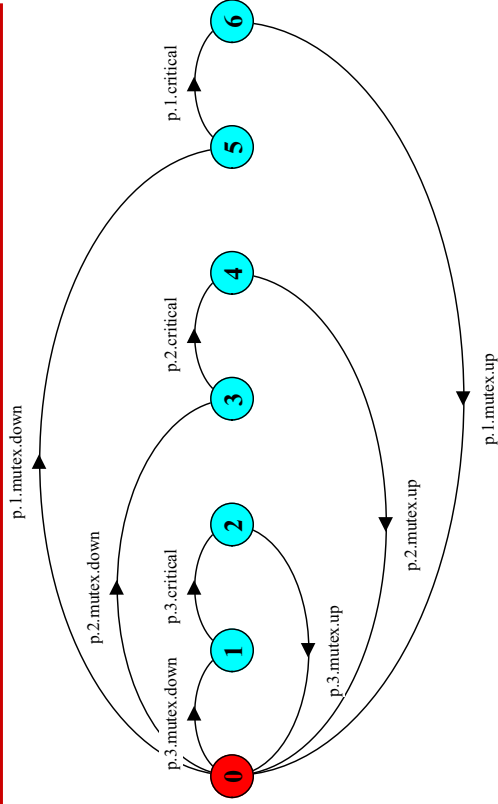 p.1.mutex.down
p.2.mutex.down
p.3.mutex.down
p.3.critical
p.2.critical
p.1.critical
0
1
2
3
4
5
6
p.3.mutex.up
p.2.mutex.up
p.1.mutex.up